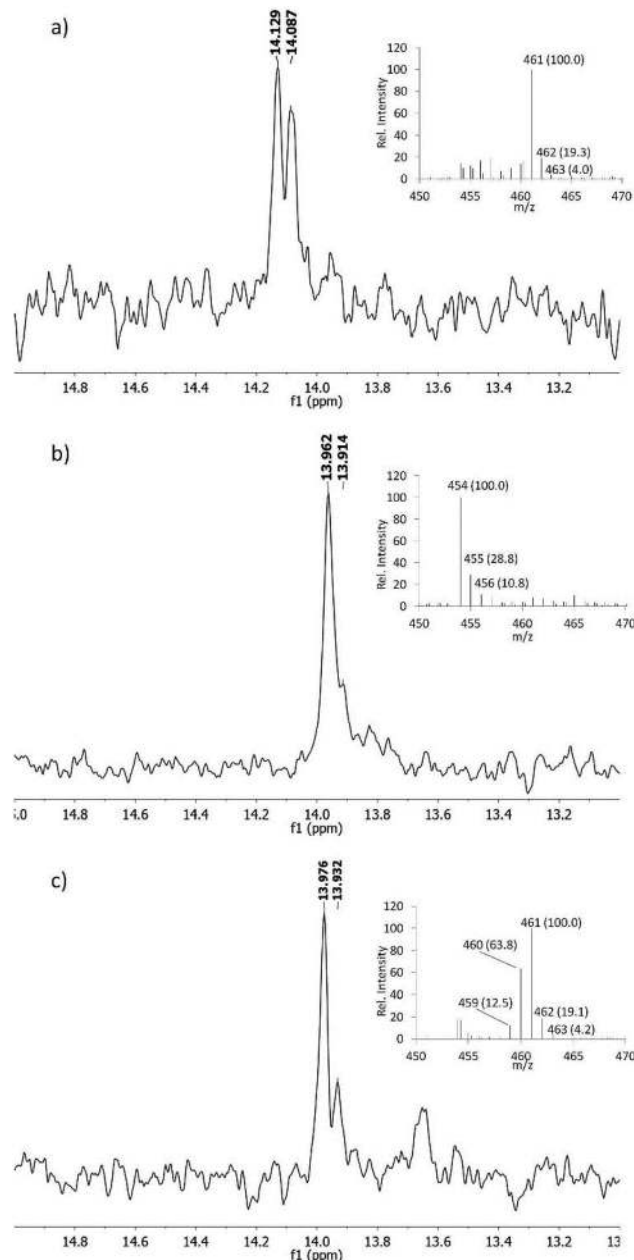 a)
14.129
14.087
Rel. Intensity
120
100
80
60
40
20
0
461 (100.0)
462 (19.3)
463 (4.0)
450 455 460 465 470
m/z
14.8 14.6 14.4 14.2 14.0 13.8 13.6 13.4 13.2
f1 (ppm)
b)
13.962
13.914
Rel. Intensity
120
100
80
60
40
20
0
454 (100.0)
455 (28.8)
456 (10.8)
450 455 460 465 470
m/z
5.0 14.8 14.6 14.4 14.2 14.0 13.8 13.6 13.4 13.2
f1 (ppm)
c)
13.976
13.932
Rel. Intensity
120
100
80
60
40
20
0
461 (100.0)
460 (63.8)
459 (12.5)
462 (19.1)
463 (4.2)
450 455 460 465 470
m/z
14.8 14.6 14.4 14.2 14.0 13.8 13.6 13.4 13.2 13
f1 (ppm)